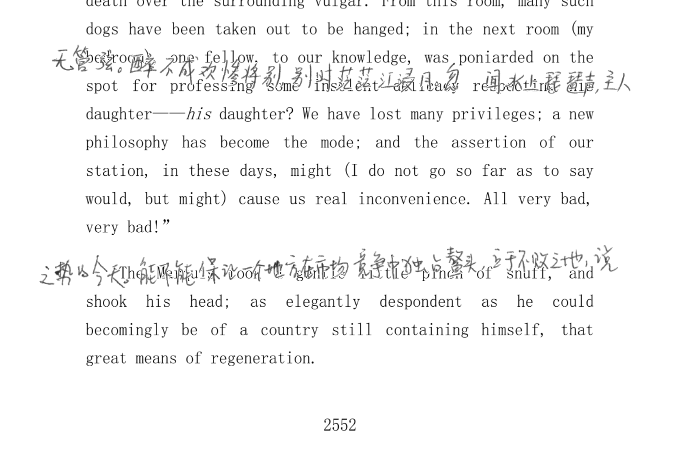 death over the surrounding vulgar. From this room, many such
dogs have been taken out to be hanged; in the next room (my
无管弦。醉不成欢惨将别,别时茫茫江浸月。忽闻水上琵琶声,主人
bedroom), one fellow, to our knowledge, was poniarded on the
spot for professing some insolent delicacy respecting his
daughter——his daughter? We have lost many privileges; a new
philosophy has become the mode; and the assertion of our
station, in these days, might (I do not go so far as to say
would, but might) cause us real inconvenience. All very bad,
very bad!”
之势的今天。能不能保证一个地方在市场竞争中独占鳌头,立于不败之地,说
The Marquis took a gentle little pinch of snuff, and
shook his head; as elegantly despondent as he could
becomingly be of a country still containing himself, that
great means of regeneration.
2552